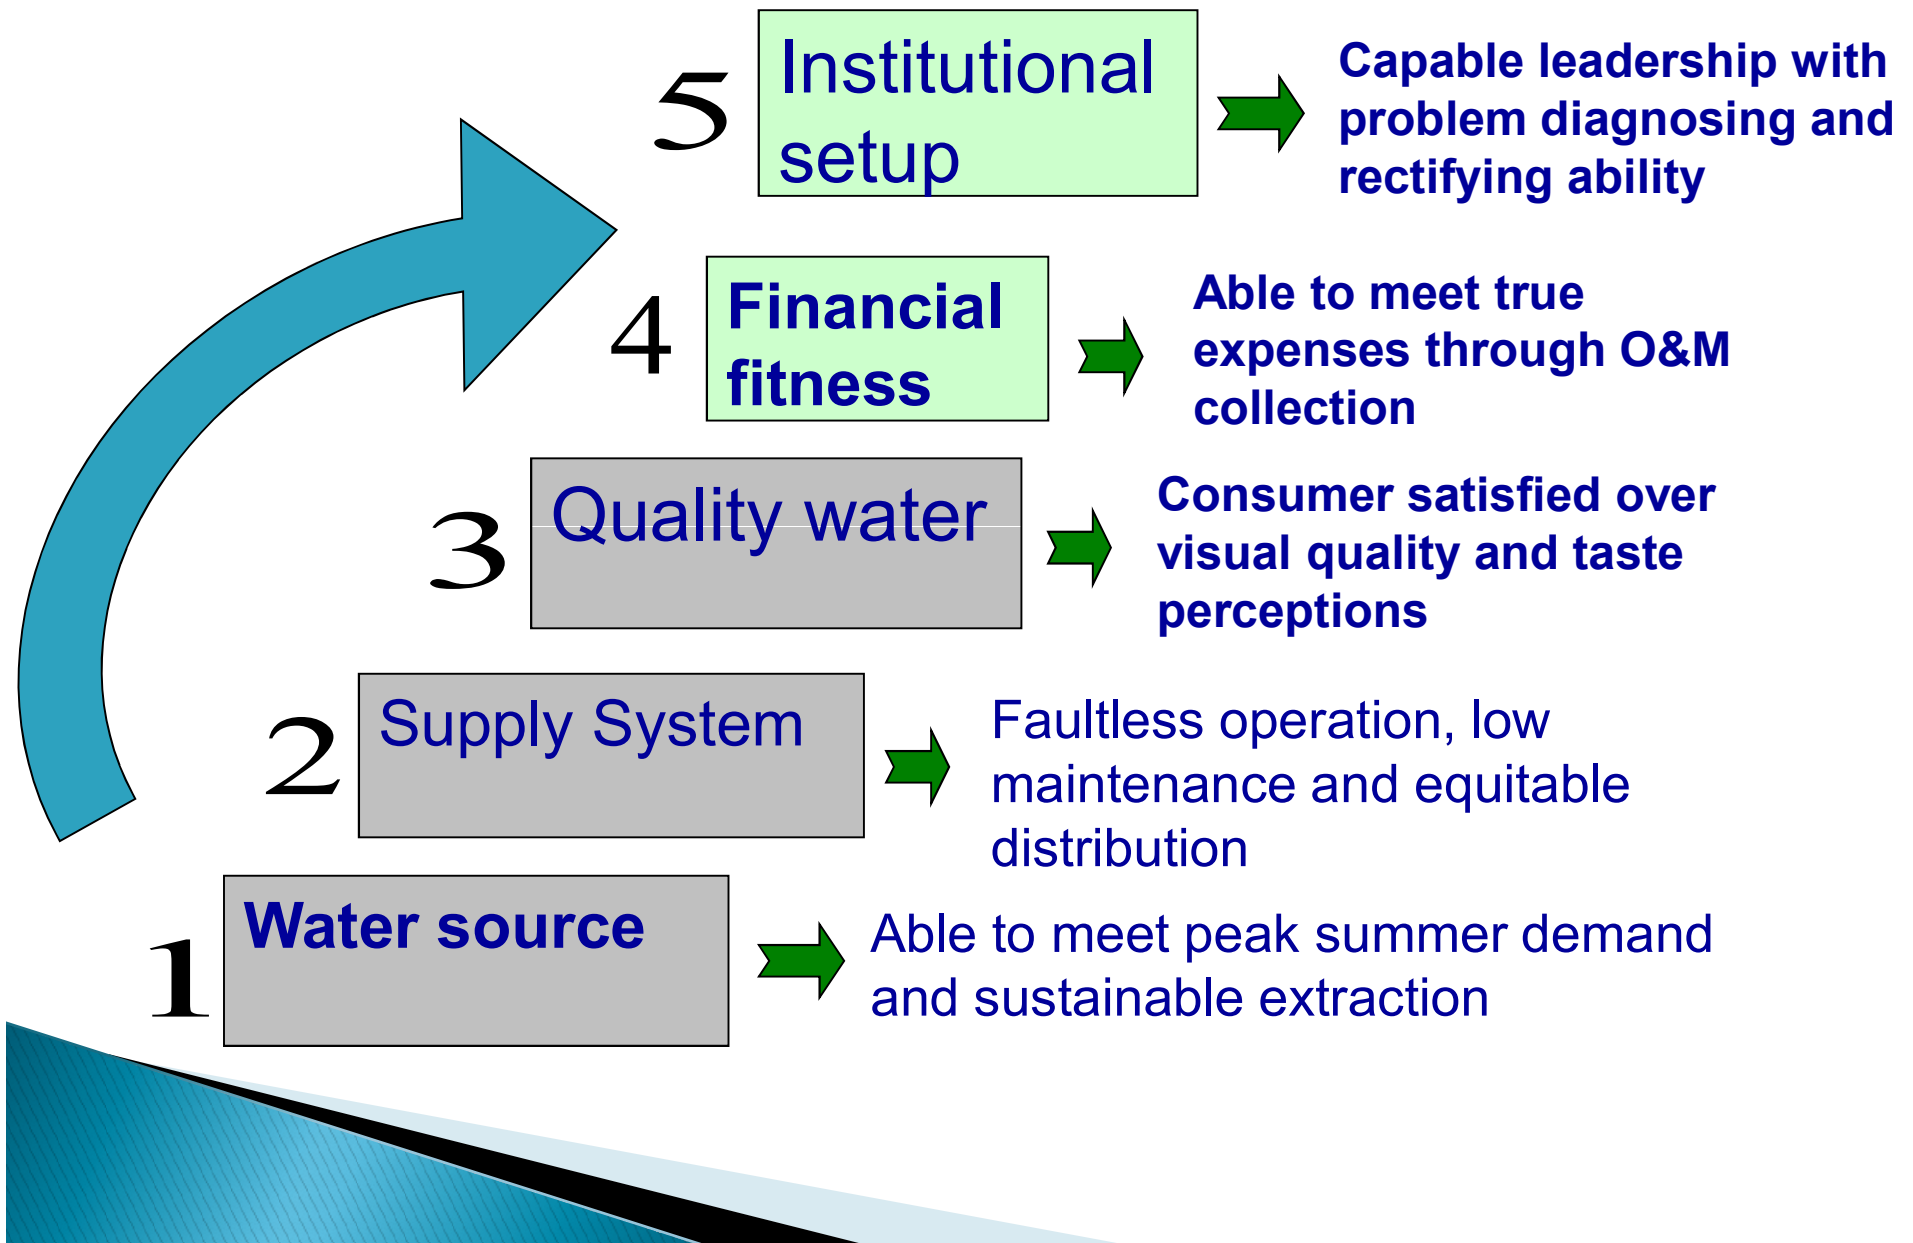 5
Institutional
setup
Capable leadership with
problem diagnosing and
rectifying ability
4
Financial
fitness
Able to meet true
expenses through O&M
collection
3
Quality water
Consumer satisfied over
visual quality and taste
perceptions
2
Supply System
Faultless operation, low
maintenance and equitable
distribution
1
Water source
Able to meet peak summer demand
and sustainable extraction